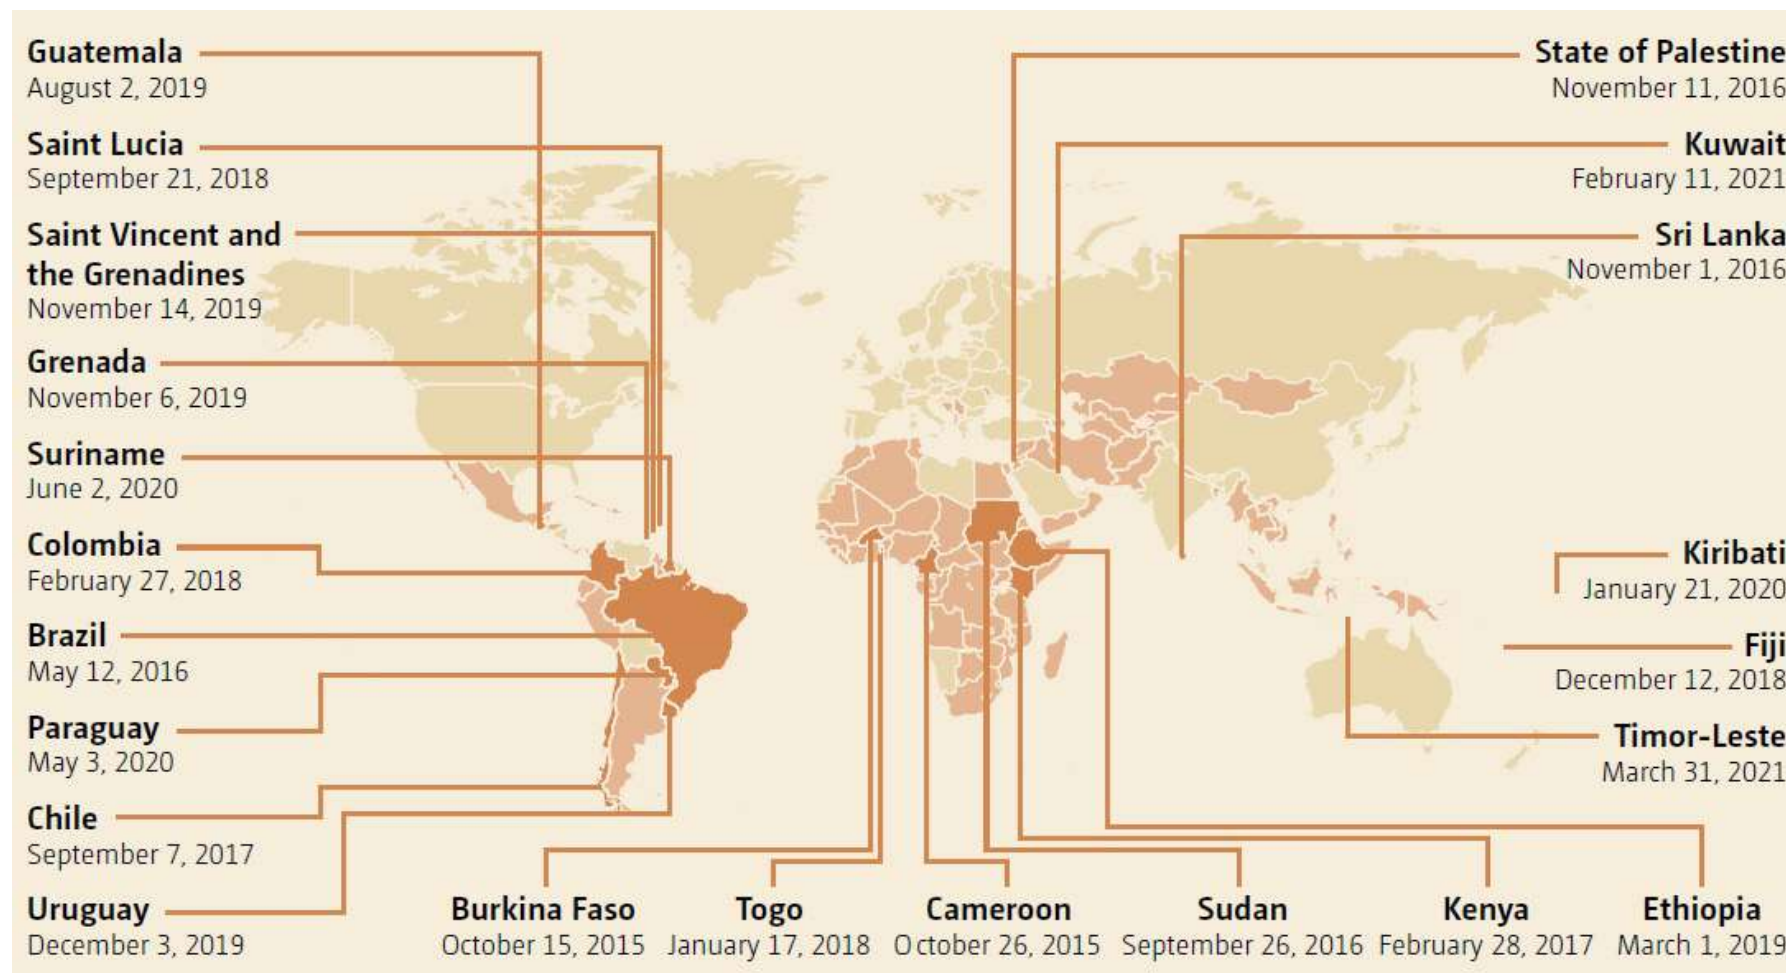 Guatemala
August 2, 2019
Saint Lucia
September 21, 2018
Saint Vincent and
the Grenadines
November 14, 2019
Grenada
November 6, 2019
Suriname
June 2, 2020
Colombia
February 27, 2018
Brazil
May 12, 2016
Paraguay
May 3, 2020
Chile
September 7, 2017
Uruguay
December 3, 2019
Burkina Faso
October 15, 2015
Togo
January 17, 2018
Cameroon
October 26, 2015
Sudan
September 26, 2016
Kenya
February 28, 2017
Ethiopia
March 1, 2019
State of Palestine
November 11, 2016
Kuwait
February 11, 2021
Sri Lanka
November 1, 2016
Kiribati
January 21, 2020
Fiji
December 12, 2018
Timor-Leste
March 31, 2021